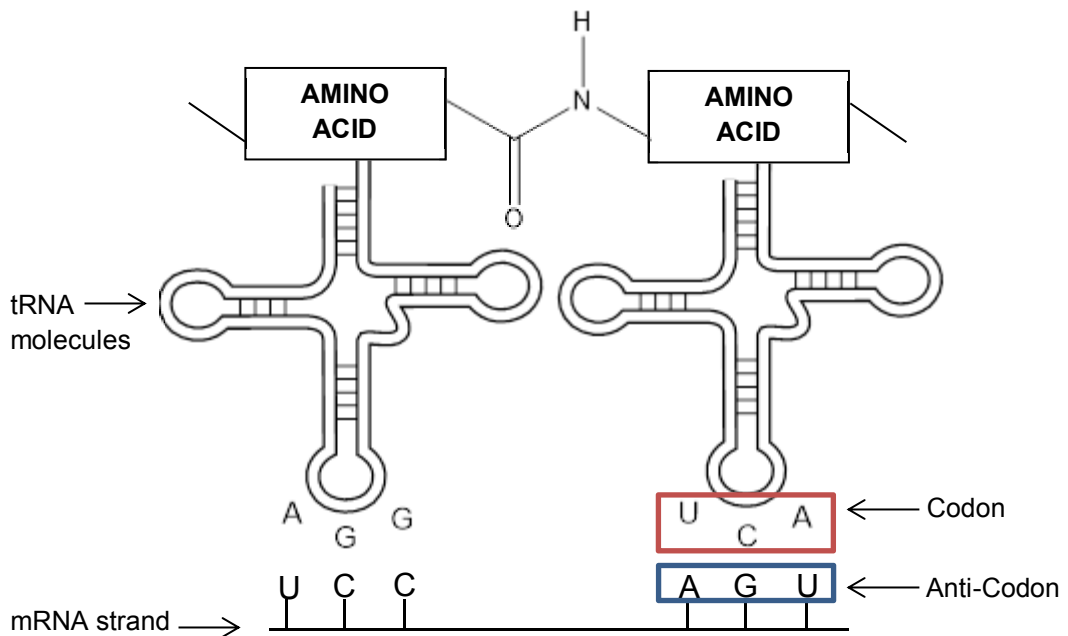 H
AMINO
ACID
N
AMINO
ACID
O
tRNA
molecules
A G G
U C A
Codon
U C C
A G U
Anti-Codon
mRNA strand